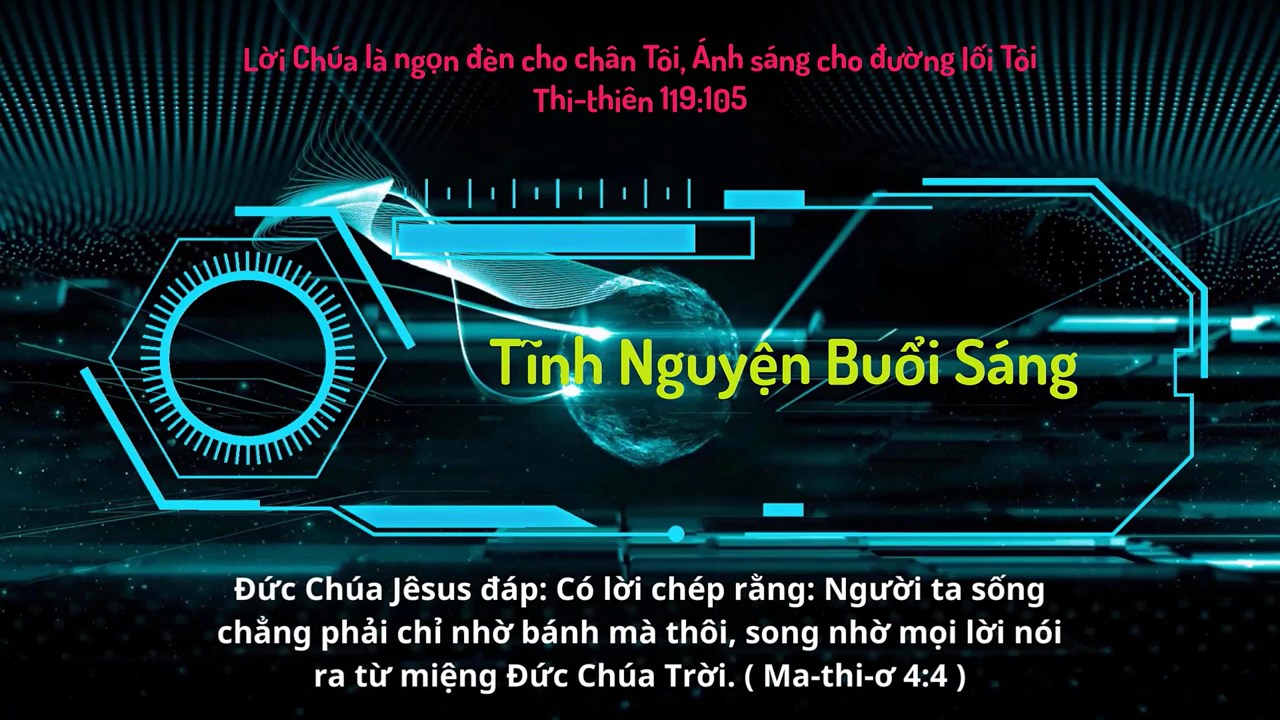 Lời Chúa là ngọn đèn cho chân Tôi, Ánh sáng cho đường lối Tôi
Thi-thiên 119:105
Tĩnh Nguyện Buổi Sáng
Đức Chúa Jêsus đáp: Có lời chép rằng: Người ta sống
chẳng phải chỉ nhờ bánh mà thôi, song nhờ mọi lời nói
ra từ miệng Đức Chúa Trời. ( Ma-thi-ơ 4:4 )